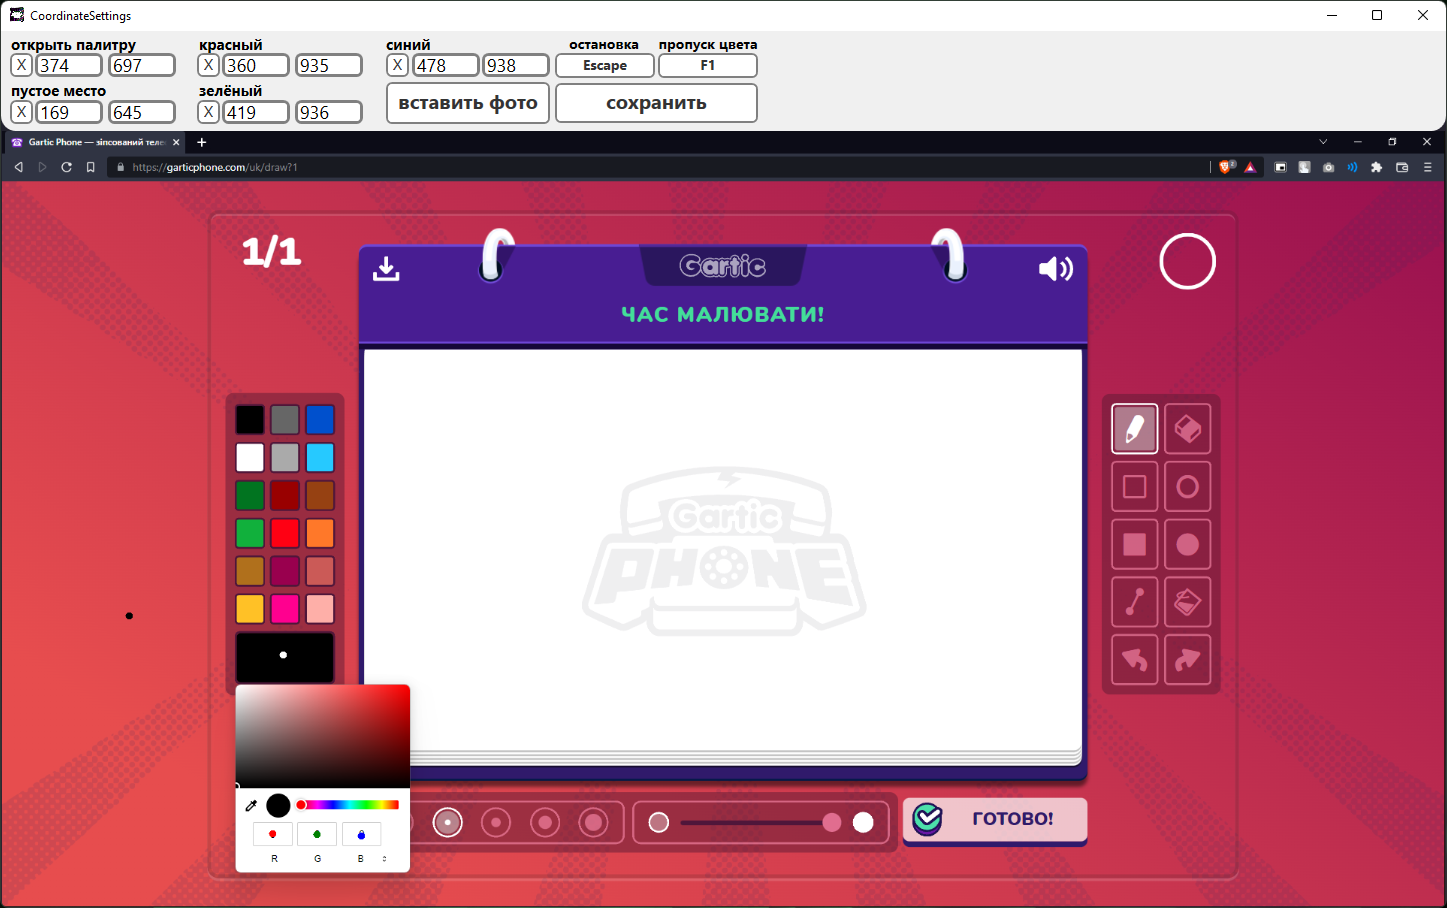 CoordinateSettings
открыть палитру
красный
синий
остановка
пропуск цвета
X 374 697
X 360 935
X 478 938
Escape
F1
пустое место
зелёный
X 169 645
X 419 936
вставить фото
сохранить
Gartic Phone — зіпсований теле
https://garticphone.com/uk/draw?1
1/1
Gartic
ЧАС МАЛЮВАТИ!
Gartic
PHONE
ГОТОВО!
R G B